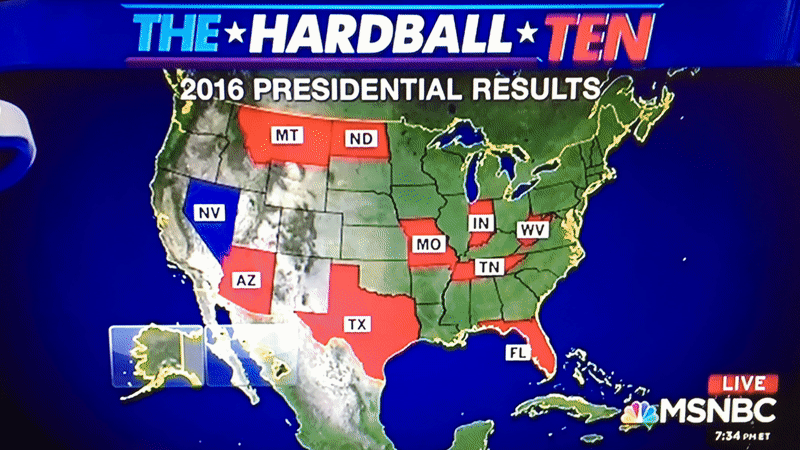 THE★HARDBALL★TEN
2016 PRESIDENTIAL RESULTS
MT
ND
NV
IN
WV
MO
TN
AZ
TX
FL
LIVE
MSNBC
7:34 PM ET